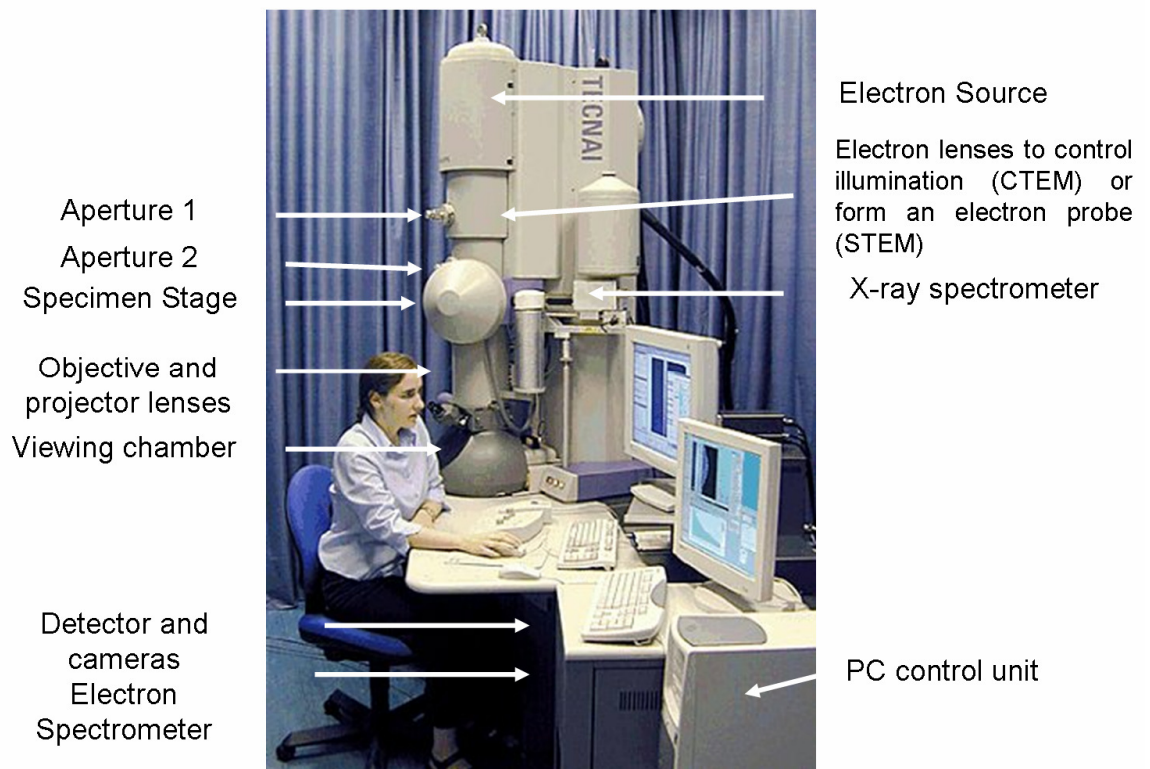 TECNAI
Electron Source
Electron lenses to control
illumination (CTEM) or
form an electron probe
(STEM)
X-ray spectrometer
Aperture 1
Aperture 2
Specimen Stage
Objective and
projector lenses
Viewing chamber
Detector and
cameras
Electron
Spectrometer
PC control unit